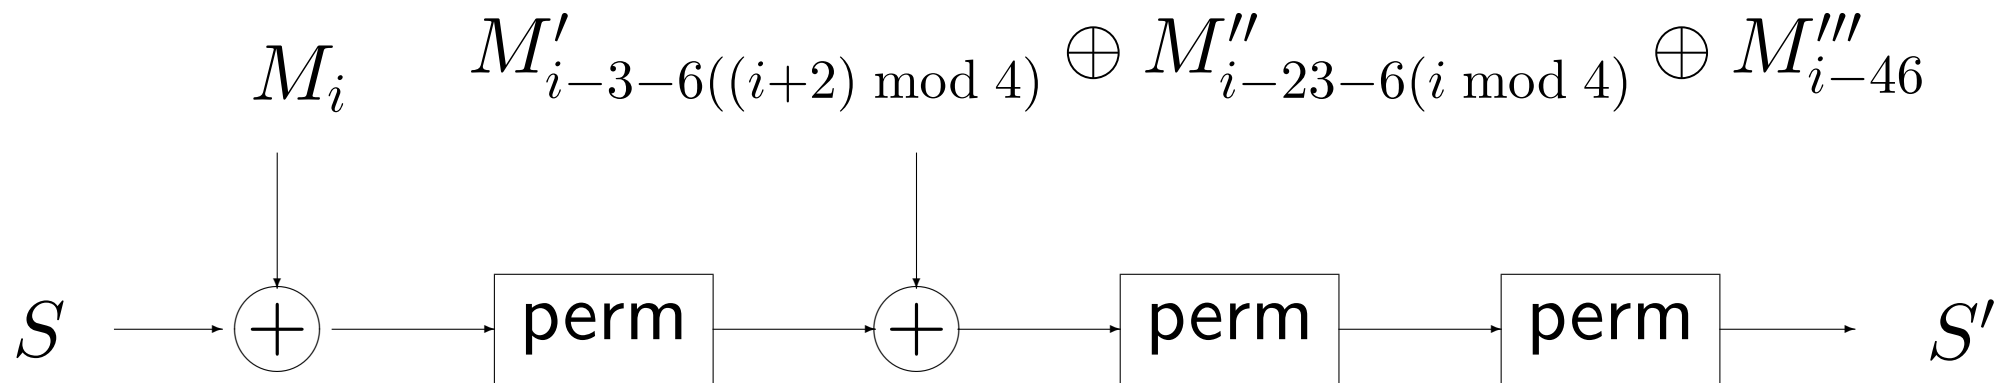 M_i M'_{i−3−6((i+2) mod 4)} ⊕ M''_{i−23−6(i mod 4)} ⊕ M'''_{i−46}
S + perm + perm perm S'